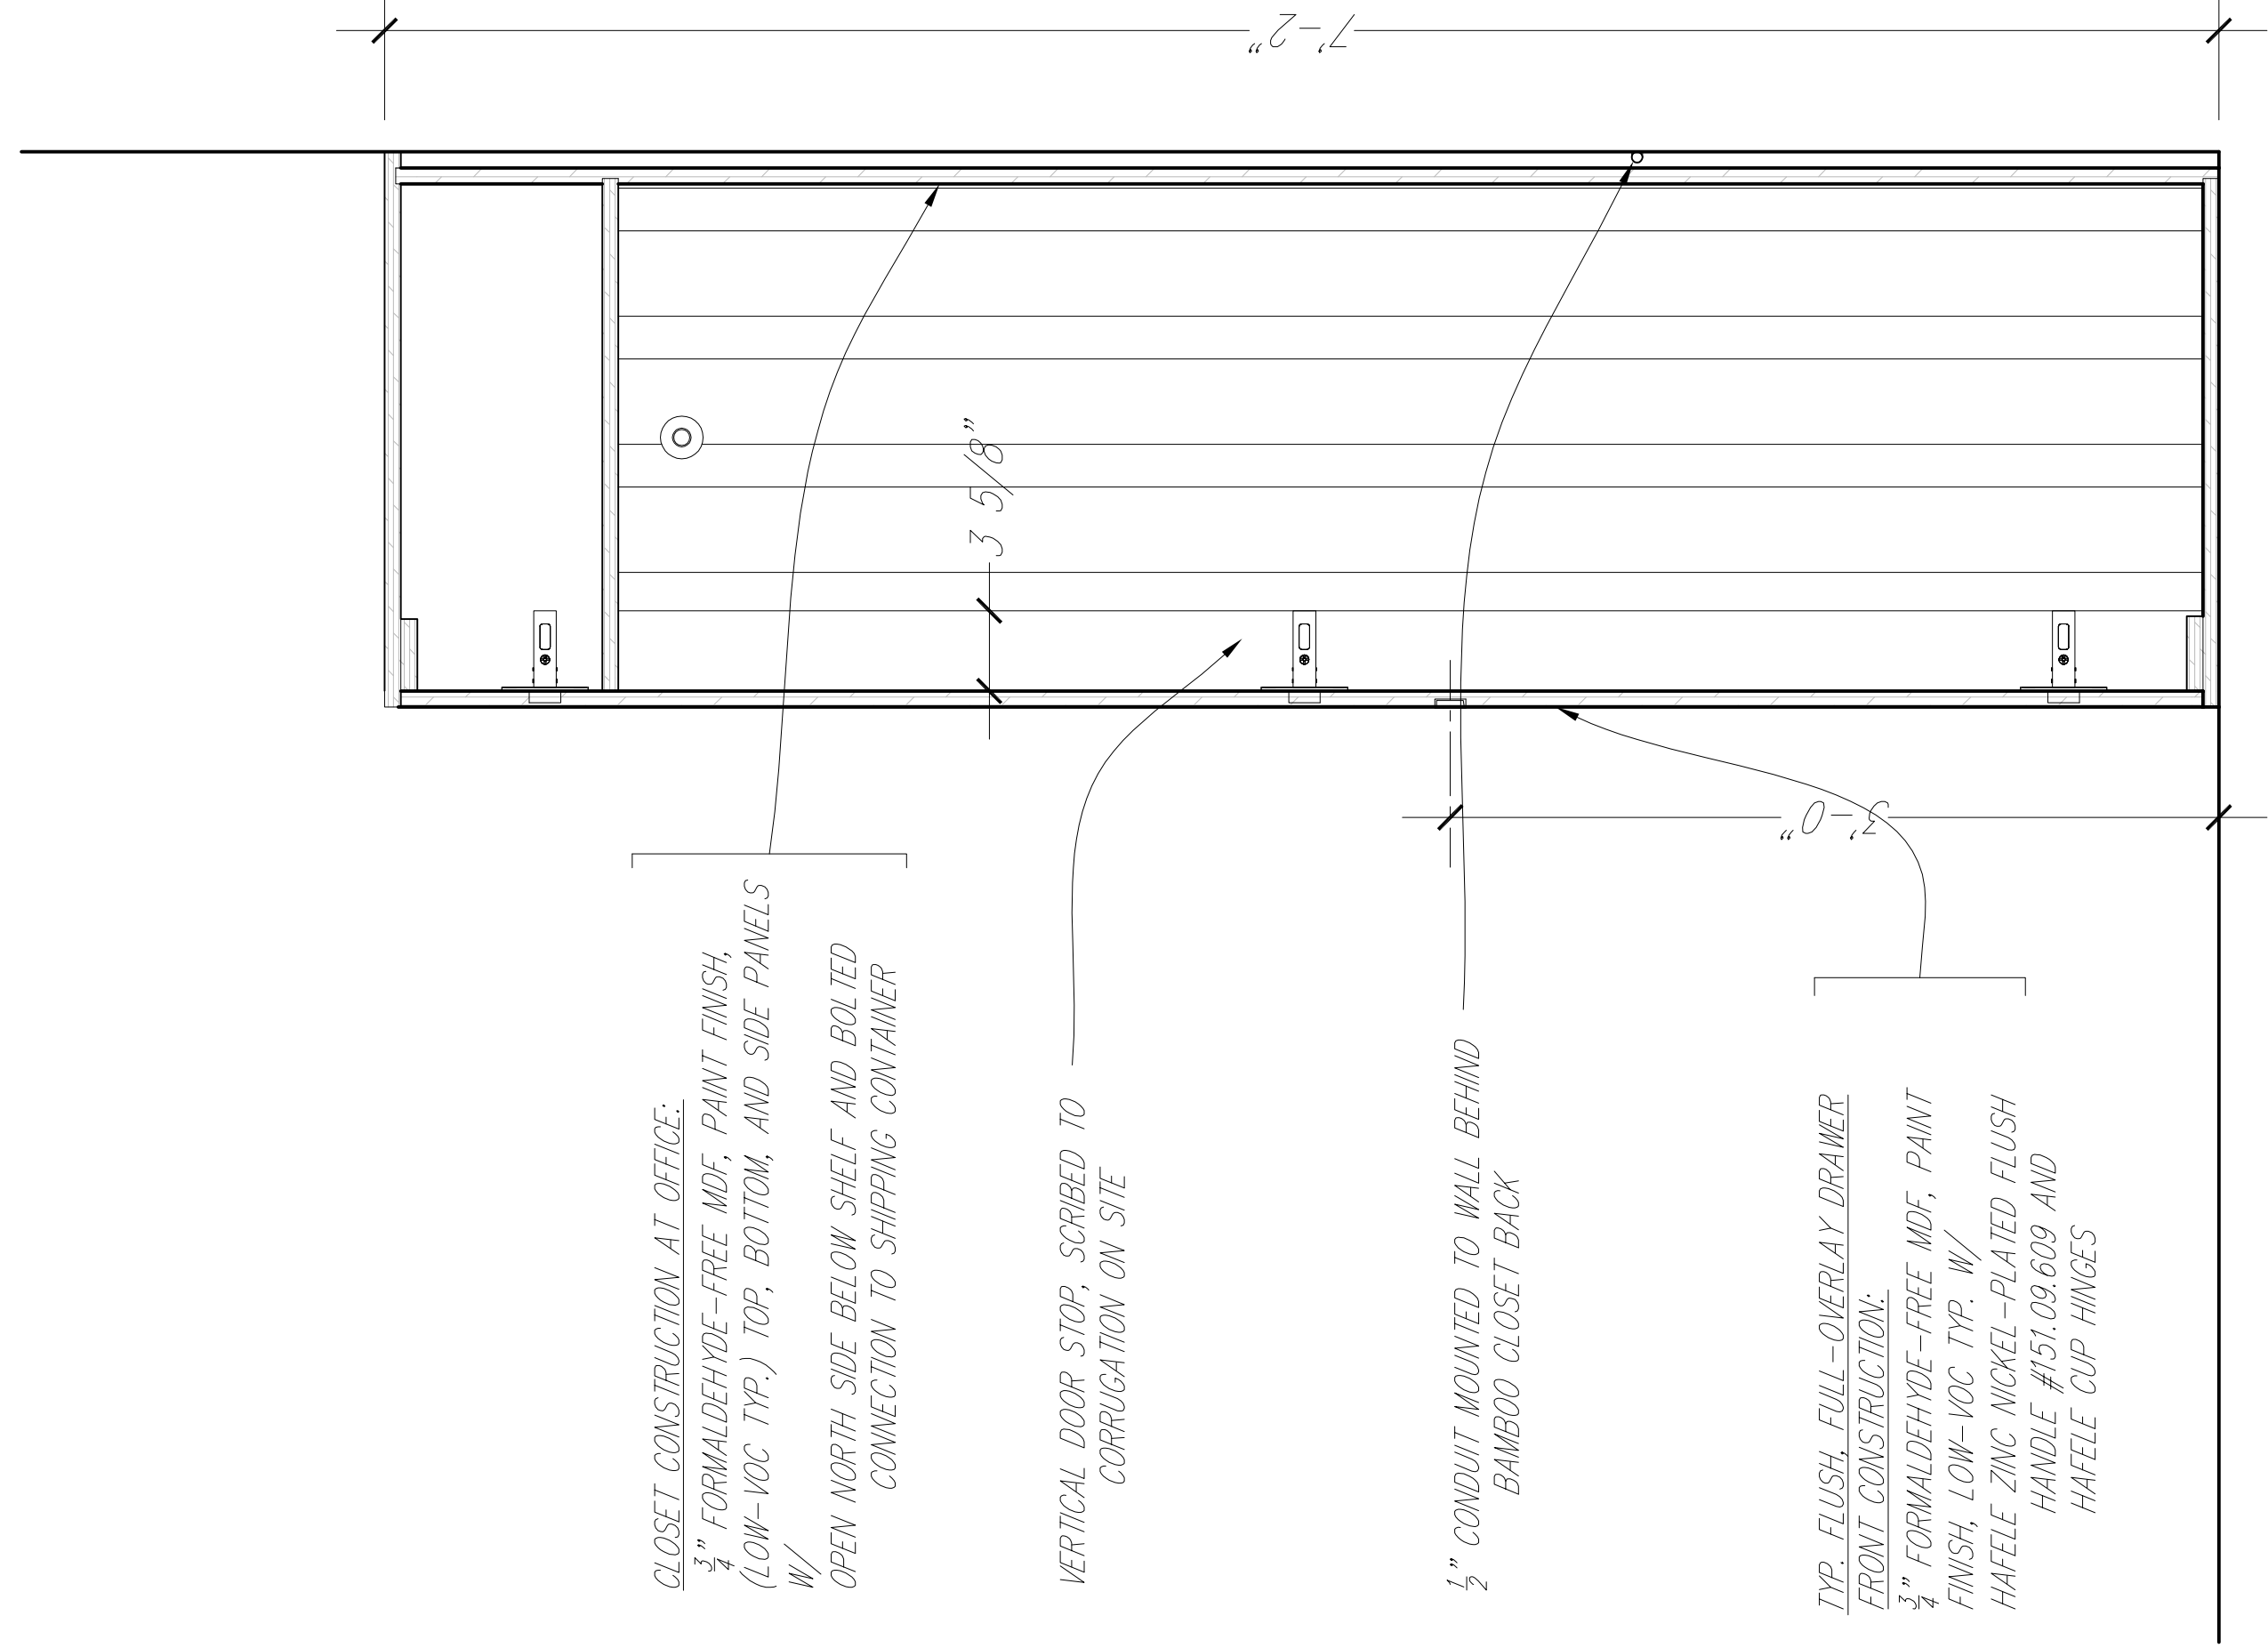 7'-2"
3 5/8"
3'-0"
CLOSET CONSTRUCTION AT OFFICE:
3/4" FORMALDEHYDE-FREE MDF, PAINT FINISH,
(LOW-VOC TYP.) TOP, BOTTOM, AND SIDE PANELS
W/
OPEN NORTH SIDE BELOW SHELF AND BOLTED
CONNECTION TO SHIPPING CONTAINER
VERTICAL DOOR STOP, SCRIBED TO
CORRUGATION ON SITE
1/2" CONDUIT MOUNTED TO WALL BEHIND
BAMBOO CLOSET BACK
TYP. FLUSH, FULL-OVERLAY DRAWER
FRONT CONSTRUCTION:
3/4" FORMALDEHYDE-FREE MDF, PAINT
FINISH, LOW-VOC TYP. W/
HAFELE ZINC NICKEL-PLATED FLUSH
HANDLE #151.09.609 AND
HAFELE CUP HINGES